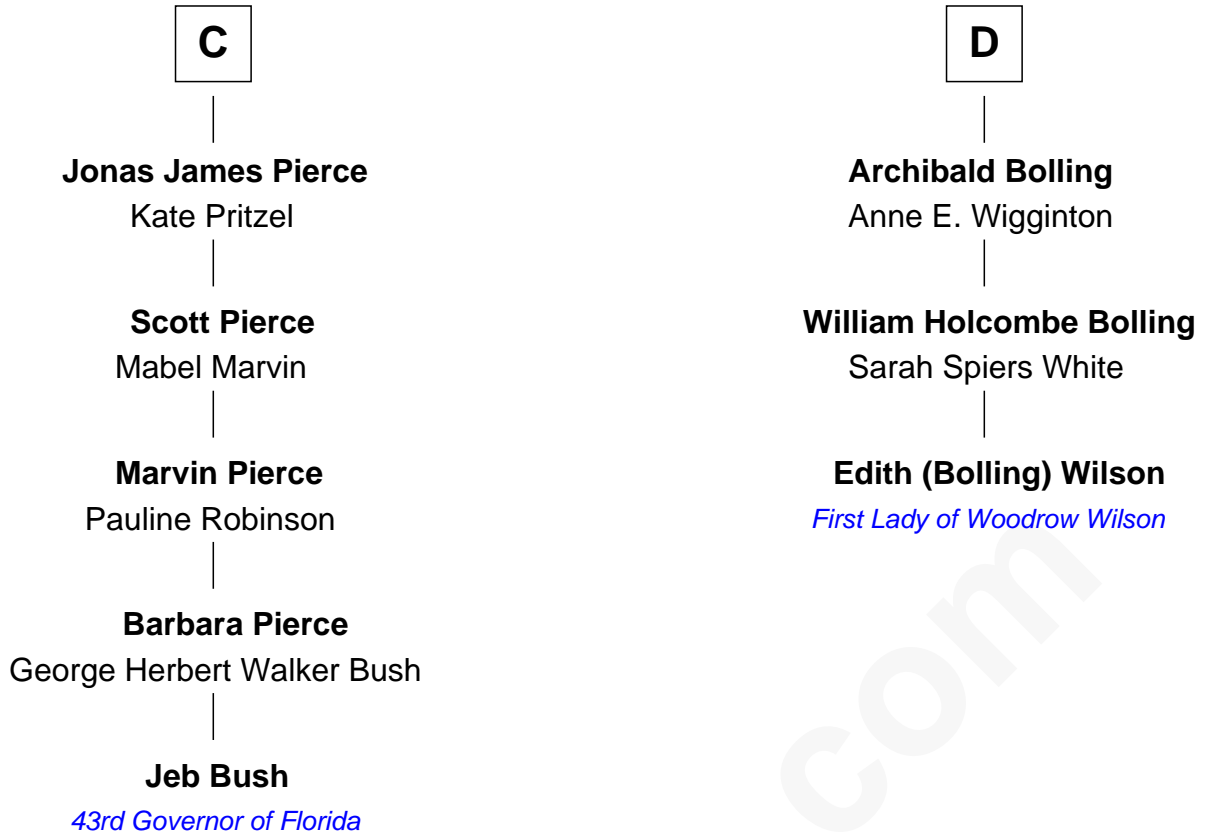 C
Jonas James Pierce
Kate Pritzel
Scott Pierce
Mabel Marvin
Marvin Pierce
Pauline Robinson
Barbara Pierce
George Herbert Walker Bush
Jeb Bush
43rd Governor of Florida
D
Archibald Bolling
Anne E. Wigginton
William Holcombe Bolling
Sarah Spiers White
Edith (Bolling) Wilson
First Lady of Woodrow Wilson
com